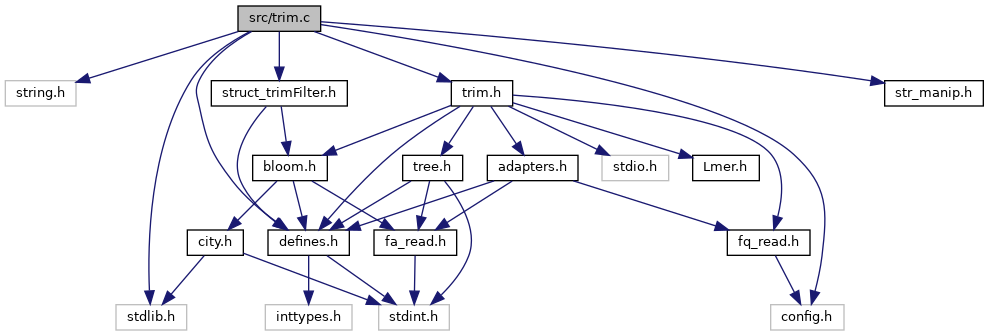 src/trim.c
string.h
struct_trimFilter.h
trim.h
str_manip.h
bloom.h
tree.h
adapters.h
stdio.h
Lmer.h
city.h
defines.h
fa_read.h
fq_read.h
stdlib.h
inttypes.h
stdint.h
config.h